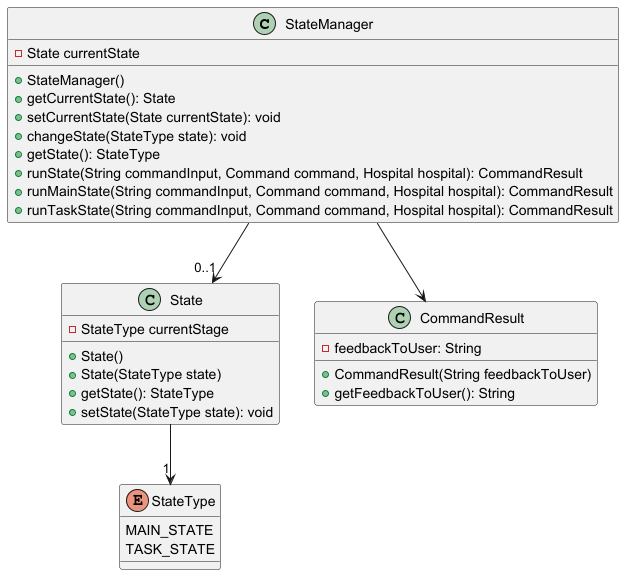 C StateManager
State currentState
StateManager()
getCurrentState(): State
setCurrentState(State currentState): void
changeState(StateType state): void
getState(): StateType
runState(String commandInput, Command command, Hospital hospital): CommandResult
runMainState(String commandInput, Command command, Hospital hospital): CommandResult
runTaskState(String commandInput, Command command, Hospital hospital): CommandResult
0..1
C State
StateType currentStage
State()
State(StateType state)
getState(): StateType
setState(StateType state): void
C CommandResult
feedbackToUser: String
CommandResult(String feedbackToUser)
getFeedbackToUser(): String
1
E StateType
MAIN_STATE
TASK_STATE